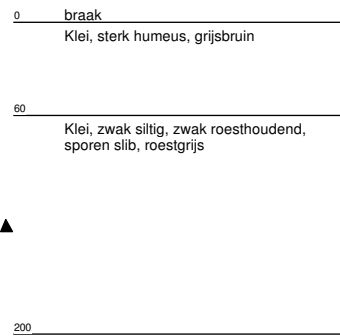 0 braak
Klei, sterk humeus, grijsbruin
60
Klei, zwak siltig, zwak roesthoudend,
sporen slib, roestgrijs
200